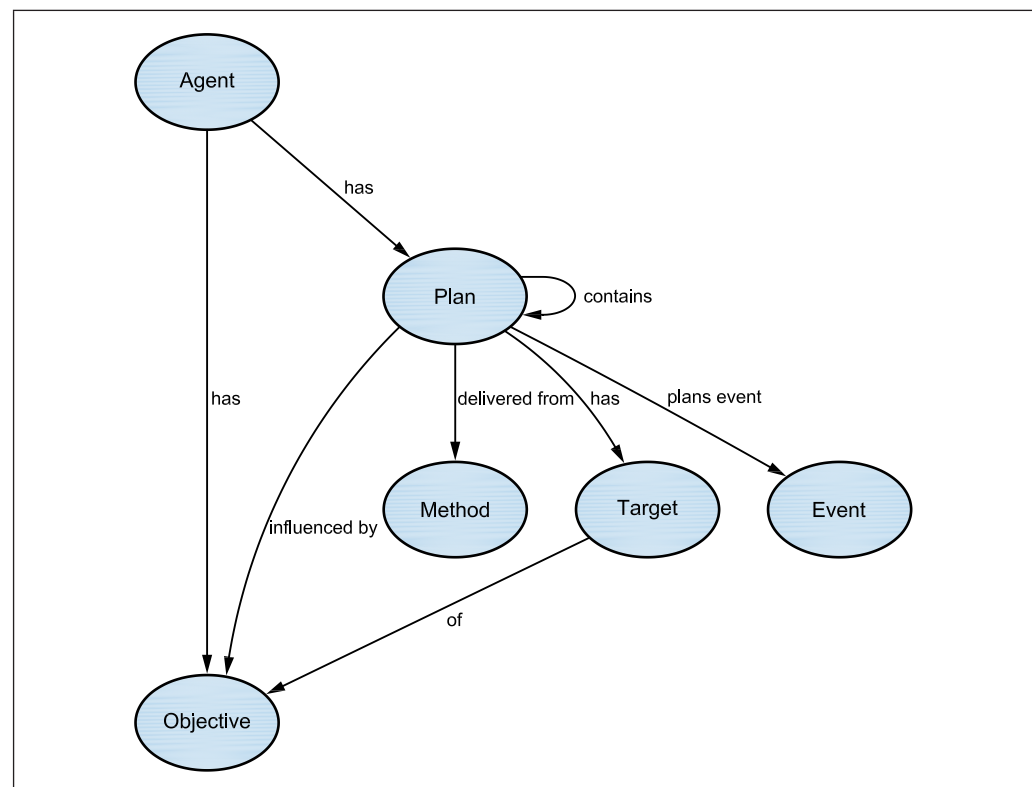 Agent
has
Plan
contains
has
delivered from
has
plans event
Method
Target
Event
influenced by
of
Objective